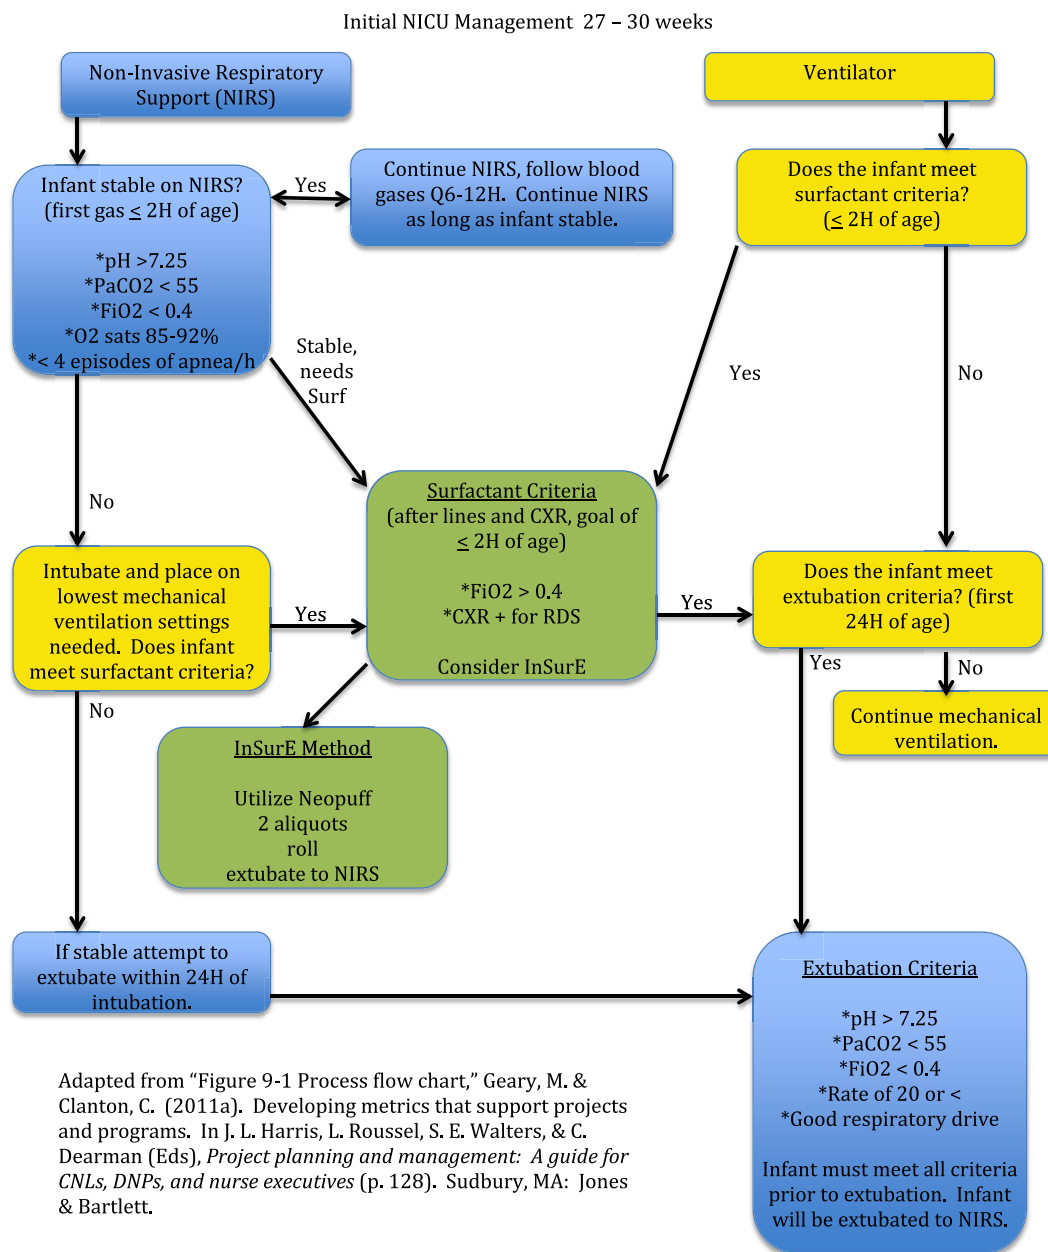 Initial NICU Management  27 – 30 weeks
Non-Invasive Respiratory
Support (NIRS)
Ventilator
Infant stable on NIRS?
(first gas ≤ 2H of age)
*pH >7.25
*PaCO2 < 55
*FiO2 < 0.4
*O2 sats 85-92%
*< 4 episodes of apnea/h
Yes
Continue NIRS, follow blood
gases Q6-12H.  Continue NIRS
as long as infant stable.
Does the infant meet
surfactant criteria?
(≤ 2H of age)
Stable,
needs
Surf
Yes
No
No
Surfactant Criteria
(after lines and CXR, goal of
≤ 2H of age)
*FiO2 > 0.4
*CXR + for RDS
Consider InSurE
Intubate and place on
lowest mechanical
ventilation settings
needed.  Does infant
meet surfactant criteria?
Yes
Yes
Does the infant meet
extubation criteria? (first
24H of age)
Yes
No
No
Continue mechanical
ventilation.
InSurE Method
Utilize Neopuff
2 aliquots
roll
extubate to NIRS
If stable attempt to
extubate within 24H of
intubation.
Extubation Criteria
*pH > 7.25
*PaCO2 < 55
*FiO2 < 0.4
*Rate of 20 or <
*Good respiratory drive
Infant must meet all criteria
prior to extubation.  Infant
will be extubated to NIRS.
Adapted from “Figure 9-1 Process flow chart,” Geary, M. &
Clanton, C.  (2011a).  Developing metrics that support projects
and programs.  In J. L. Harris, L. Roussel, S. E. Walters, & C.
Dearman (Eds), Project planning and management:  A guide for
CNLs, DNPs, and nurse executives (p. 128).  Sudbury, MA:  Jones
& Bartlett.